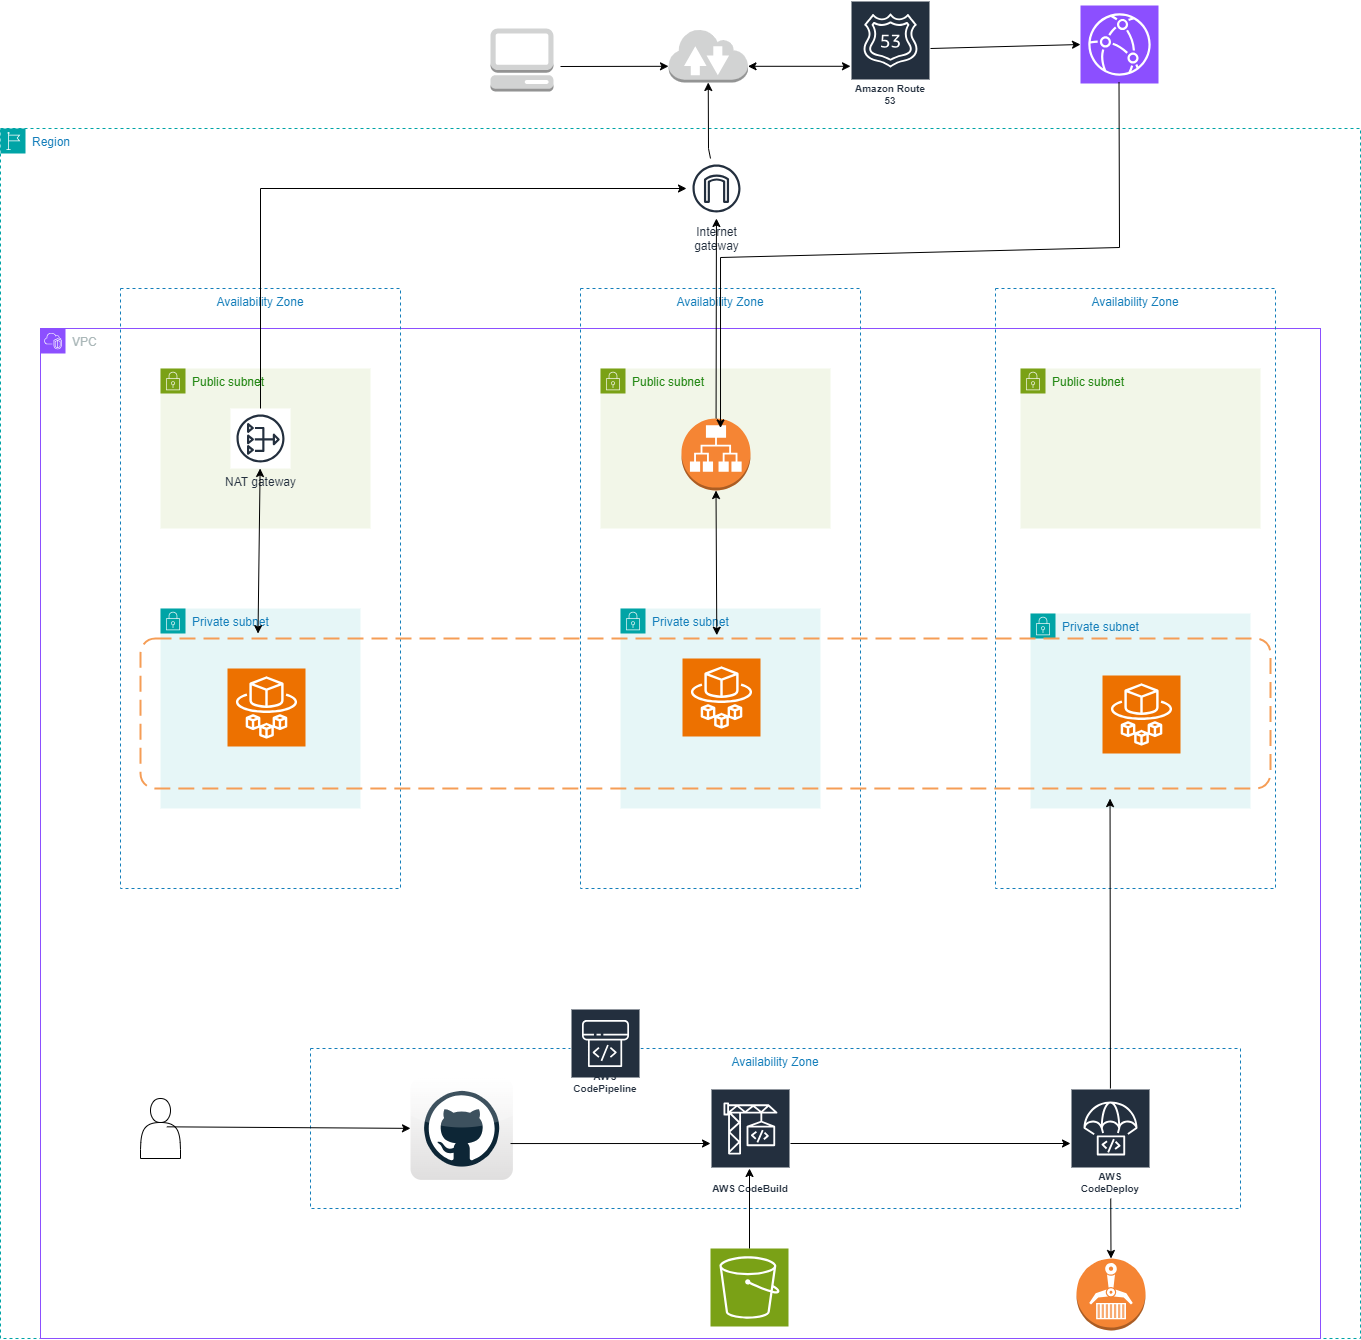 53
Amazon Route
53
Region
Internet
gateway
Availability Zone
Availability Zone
Availability Zone
VPC
Public subnet
Public subnet
Public subnet
NAT gateway
Private subnet
Private subnet
Private subnet
</>
AWS
CodePipeline
Availability Zone
</>
</>
AWS CodeBuild
AWS
CodeDeploy